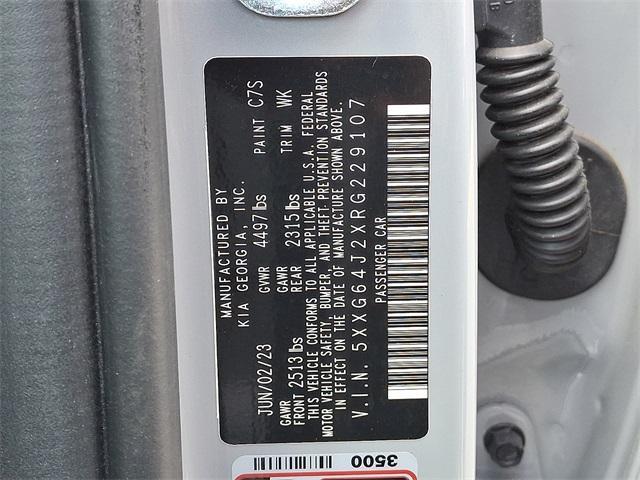 MANUFACTURED BY
KIA GEORGIA, INC.
JUN/02/23 GVWR 4497 lbs PAINT C7S
GAWR FRONT 2513 lbs GAWR REAR 2315 lbs TRIM WK
THIS VEHICLE CONFORMS TO ALL APPLICABLE U.S.A. FEDERAL
MOTOR VEHICLE SAFETY, BUMPER, AND THEFT PREVENTION STANDARDS
IN EFFECT ON THE DATE OF MANUFACTURE SHOWN ABOVE.
V.I.N. 5XXG64J2XRG229107
PASSENGER CAR
3500